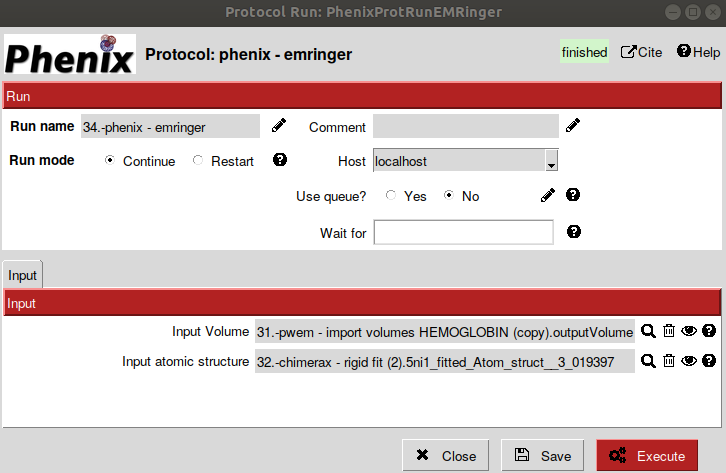 Protocol Run: PhenixProtRunEMRinger
Phenix Protocol: phenix - emringer finished Cite Help
Run
Run name 34.-phenix - emringer Comment
Run mode Continue Restart Host localhost
Use queue? Yes No
Wait for
Input
Input
Input Volume 31.-pwem - import volumes HEMOGLOBIN (copy).outputVolume
Input atomic structure 32.-chimerax - rigid fit (2).5ni1_fitted_Atom_struct__3_019397
Close Save Execute